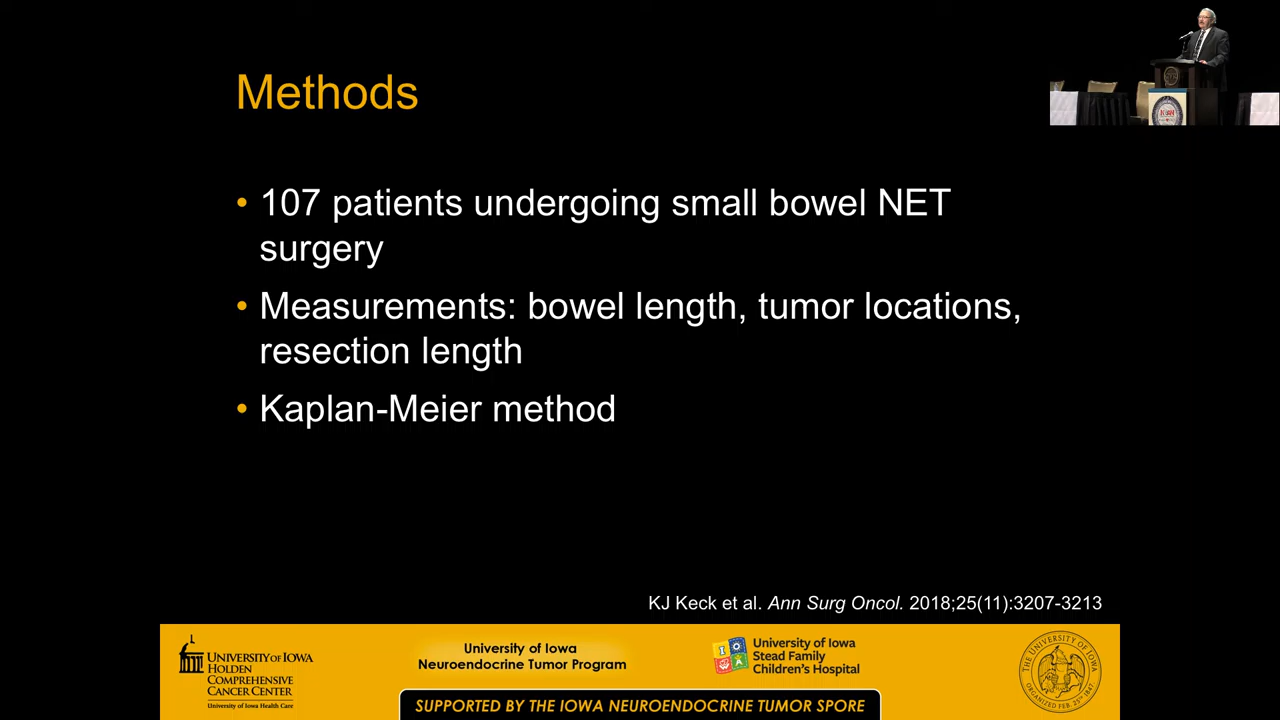 Methods
• 107 patients undergoing small bowel NET
surgery
• Measurements: bowel length, tumor locations,
resection length
• Kaplan-Meier method
KJ Keck et al. Ann Surg Oncol. 2018;25(11):3207-3213
UNIVERSITY OF IOWA
HOLDEN
COMPREHENSIVE
CANCER CENTER
University of Iowa Health Care
University of Iowa
Neuroendocrine Tumor Program
I O W A
University of Iowa
Stead Family
Children's Hospital
THE UNIVERSITY OF IOWA
ORGANIZED FEB. 25TH 1847
SUPPORTED BY THE IOWA NEUROENDOCRINE TUMOR SPORE